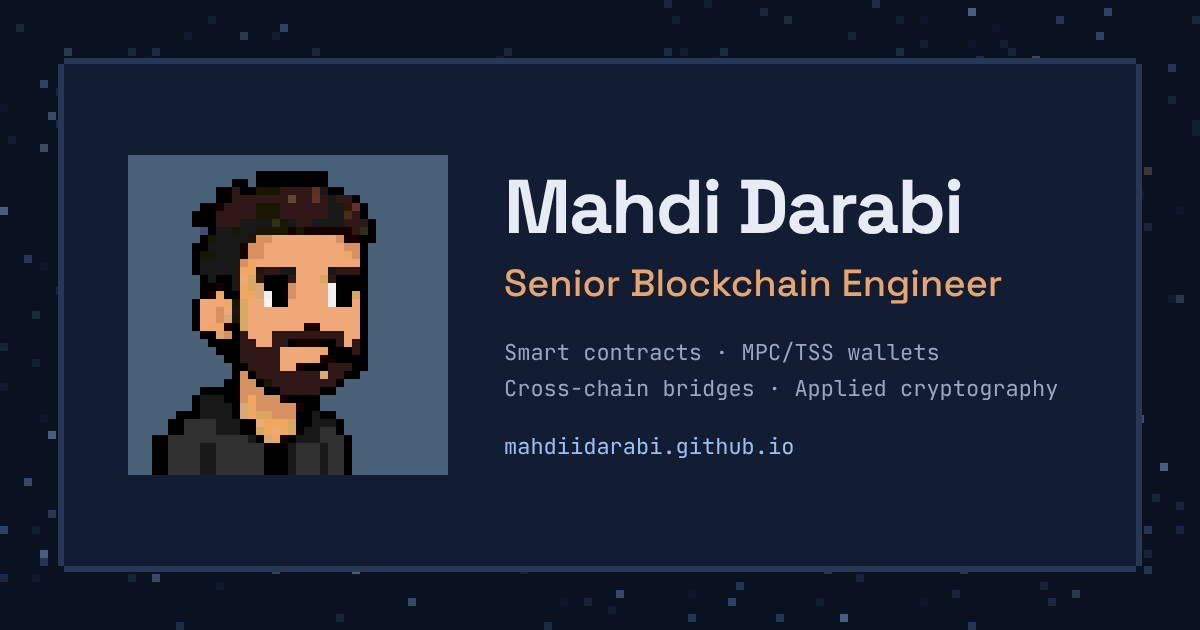 Mahdi Darabi
Senior Blockchain Engineer
Smart contracts · MPC/TSS wallets
Cross-chain bridges · Applied cryptography
mahdiidarabi.github.io